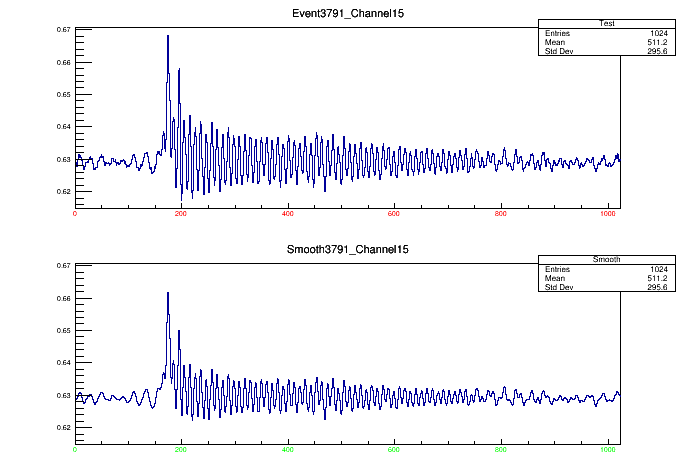 Event3791_Channel15
Test
Entries 1024
Mean 511.2
Std Dev 295.6
0.67
0.66
0.65
0.64
0.63
0.62
0 200 400 600 800 1000
Smooth3791_Channel15
Smooth
Entries 1024
Mean 511.2
Std Dev 295.6
0.67
0.66
0.65
0.64
0.63
0.62
0 200 400 600 800 1000